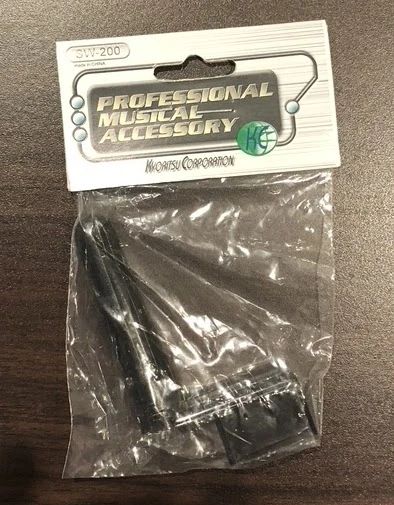 SW-200
MADE IN CHINA
PROFESSIONAL
MUSICAL
ACCESSORY
KC
KYORITSU CORPORATION